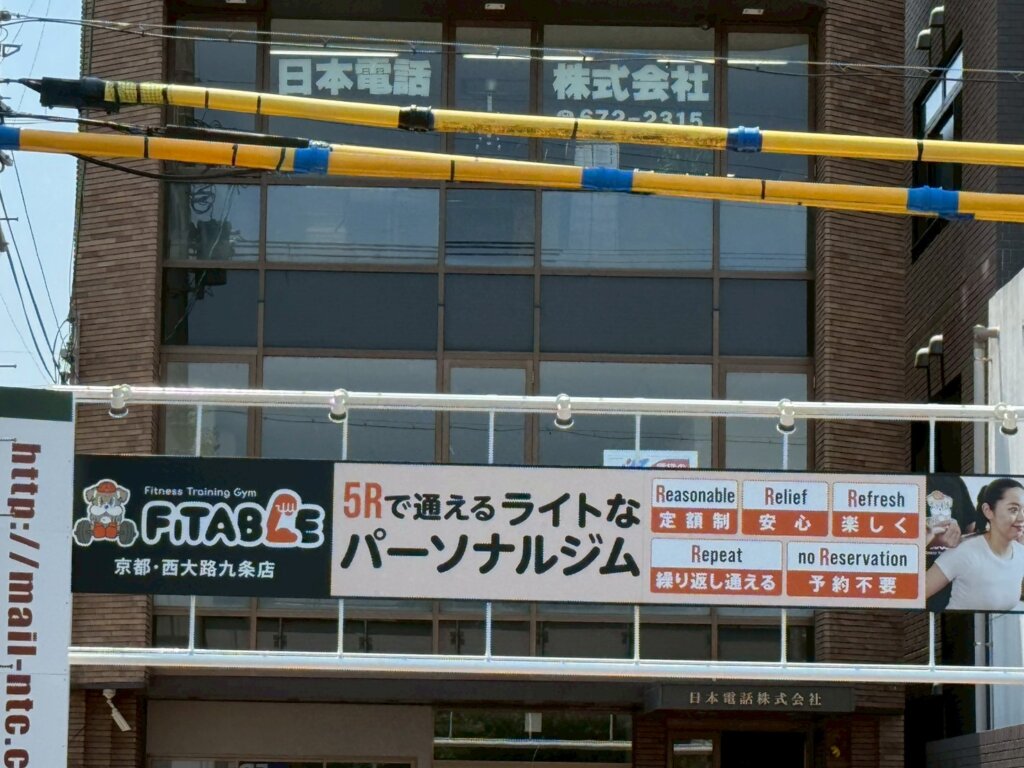 日本電話 株式会社
☎672-2315
http://mail-ntc.c
Fitness Training Gym
FiTABLE
京都・西大路九条店
5Rで通えるライトな
パーソナルジム
Reasonable
定額制
Relief
安心
Refresh
楽しく
Repeat
繰り返し通える
no Reservation
予約不要
日本電話株式会社